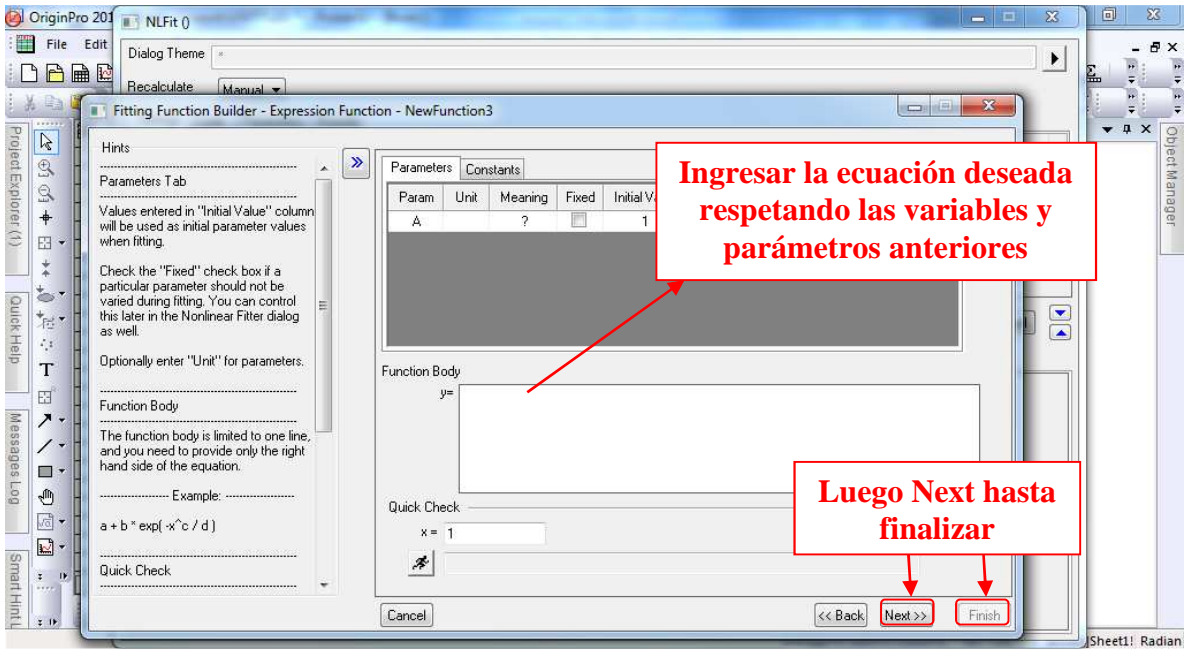 OriginPro 201
NLFit ()
File Edit
Dialog Theme
*
Recalculate
Manual
Fitting Function Builder - Expression Function - NewFunction3
Project Explorer (1)
Quick Help
Messages Log
Smart Hint L
Object Manager
Hints
Parameters Tab
Values entered in "Initial Value" column
will be used as initial parameter values
when fitting.
Check the "Fixed" check box if a
particular parameter should not be
varied during fitting. You can control
this later in the Nonlinear Fitter dialog
as well.
Optionally enter "Unit" for parameters.
Function Body
The function body is limited to one line,
and you need to provide only the right
hand side of the equation.
Example:
a + b * exp( -x^c / d )
Quick Check
Parameters Constants
Param Unit Meaning Fixed Initial V
A ? 1
Ingresar la ecuación deseada
respetando las variables y
parámetros anteriores
Function Body
y=
Quick Check
x = 1
Luego Next hasta
finalizar
Cancel
<< Back
Next >>
Finish
T
]Sheet1! Radian